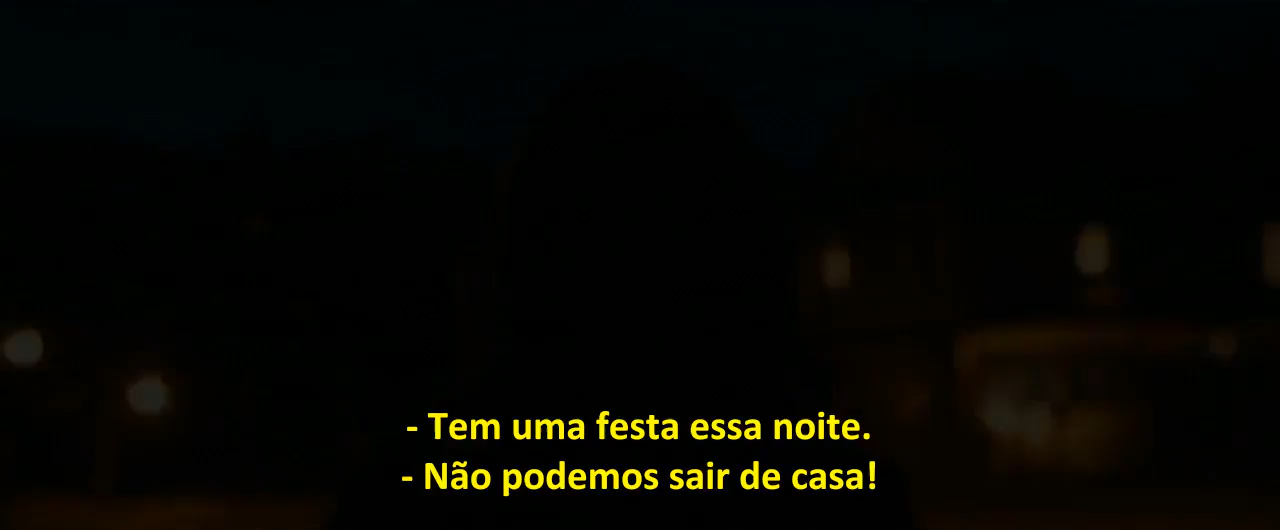 - Tem uma festa essa noite.
- Não podemos sair de casa!